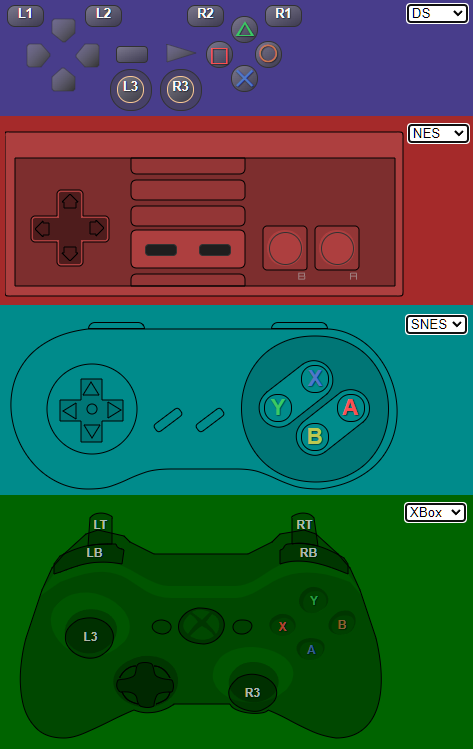 L1 L2 R2 R1 DS
L3 R3
NES
B A
SNES
X
Y A
B
XBox
LT RT
LB RB
Y
X B
L3
A
R3